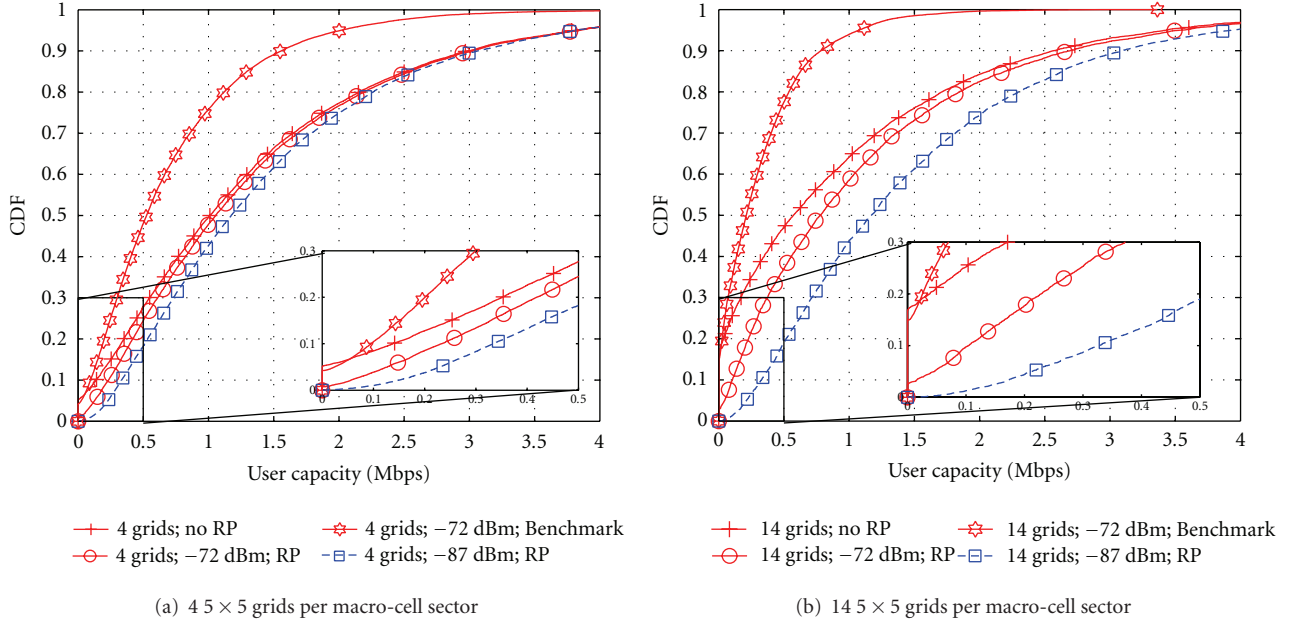 CDF
1
0.9
0.8
0.7
0.6
0.5
0.4
0.3
0.2
0.1
0
0 0.5 1 1.5 2 2.5 3 3.5 4
User capacity (Mbps)
0.3
0.2
0.1
0
0 0.1 0.2 0.3 0.4 0.5
4 grids; no RP
4 grids; −72 dBm; RP
4 grids; −72 dBm; Benchmark
4 grids; −87 dBm; RP
(a) 4 5 × 5 grids per macro-cell sector
CDF
1
0.9
0.8
0.7
0.6
0.5
0.4
0.3
0.2
0.1
0
0 0.5 1 1.5 2 2.5 3 3.5 4
User capacity (Mbps)
0.3
0.2
0.1
0
0 0.1 0.2 0.3 0.4 0.5
14 grids; no RP
14 grids; −72 dBm; RP
14 grids; −72 dBm; Benchmark
14 grids; −87 dBm; RP
(b) 14 5 × 5 grids per macro-cell sector